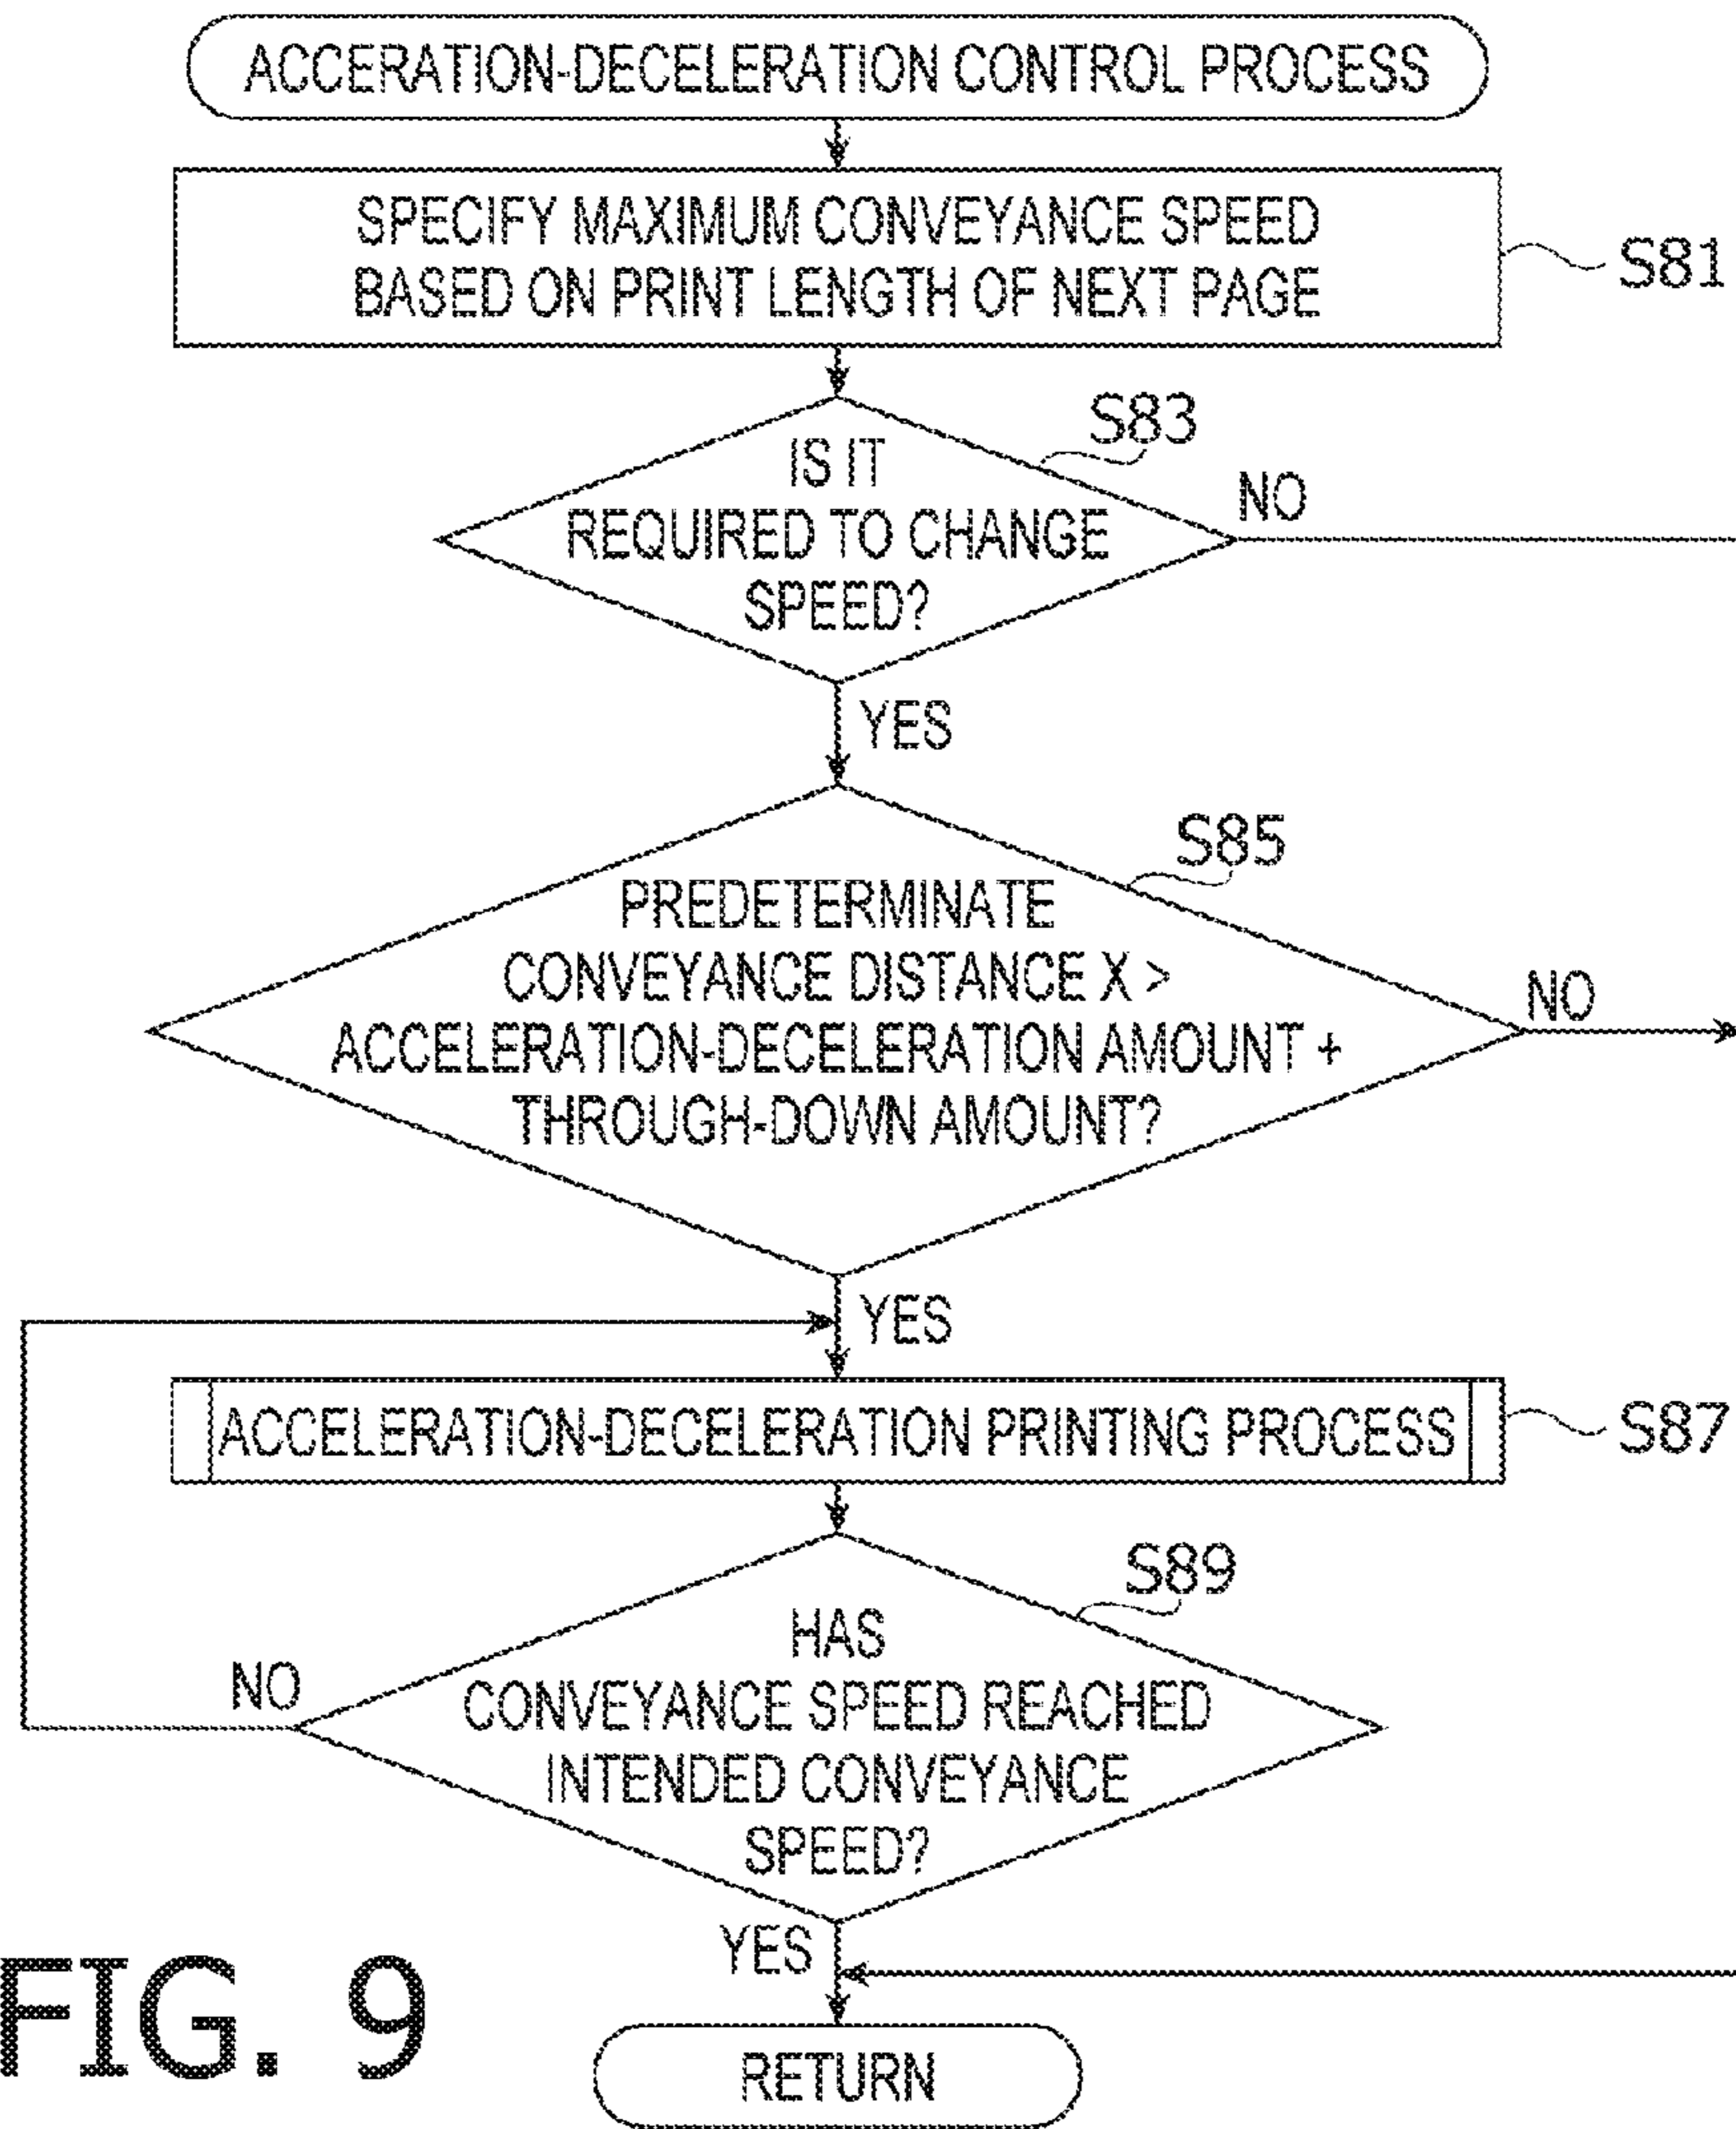 ACCERATION-DECELERATION CONTROL PROCESS
SPECIFY MAXIMUM CONVEYANCE SPEED
BASED ON PRINT LENGTH OF NEXT PAGE
S81
S83
IS IT
REQUIRED TO CHANGE
SPEED?
NO
YES
S85
PREDETERMINATE
CONVEYANCE DISTANCE X >
ACCELERATION-DECELERATION AMOUNT +
THROUGH-DOWN AMOUNT?
NO
YES
ACCELERATION-DECELERATION PRINTING PROCESS
S87
S89
HAS
CONVEYANCE SPEED REACHED
INTENDED CONVEYANCE
SPEED?
NO
YES
RETURN
FIG. 9